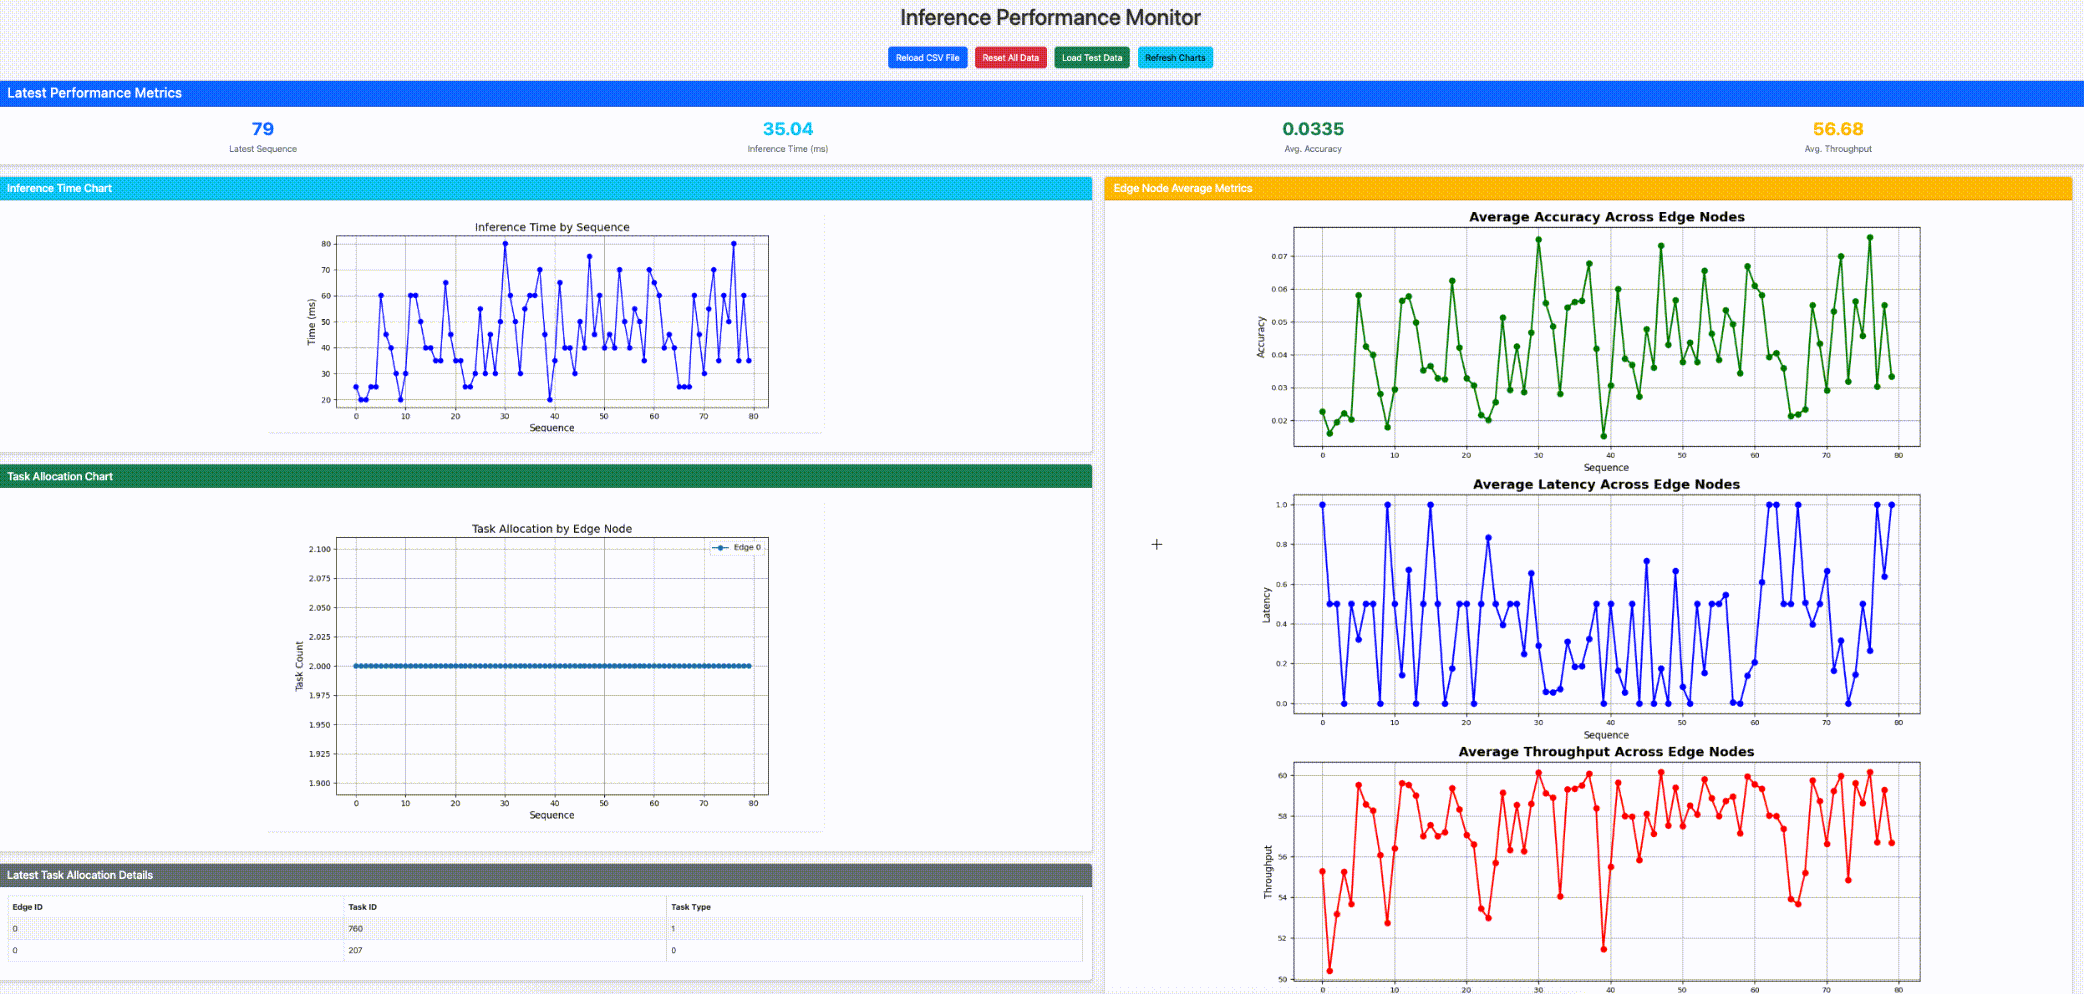 Inference Performance Monitor
Reload CSV File
Reset All Data
Load Test Data
Refresh Charts
Latest Performance Metrics
79
Latest Sequence
35.04
Inference Time (ms)
0.0335
Avg. Accuracy
56.68
Avg. Throughput
Inference Time Chart
Inference Time by Sequence
Time (ms)
80
70
60
50
40
30
20
0 10 20 30 40 50 60 70 80
Sequence
Task Allocation Chart
Task Allocation by Edge Node
Edge 0
Task Count
2.100
2.075
2.050
2.025
2.000
1.975
1.950
1.925
1.900
0 10 20 30 40 50 60 70 80
Sequence
Latest Task Allocation Details
Edge ID Task ID Task Type
0 760 1
0 207 0
Edge Node Average Metrics
Average Accuracy Across Edge Nodes
Accuracy
0.07
0.06
0.05
0.04
0.03
0.02
0 10 20 30 40 50 60 70 80
Sequence
Average Latency Across Edge Nodes
Latency
1.0
0.8
0.6
0.4
0.2
0.0
0 10 20 30 40 50 60 70 80
Sequence
Average Throughput Across Edge Nodes
Throughput
60
58
56
54
52
50
0 10 20 30 40 50 60 70 80